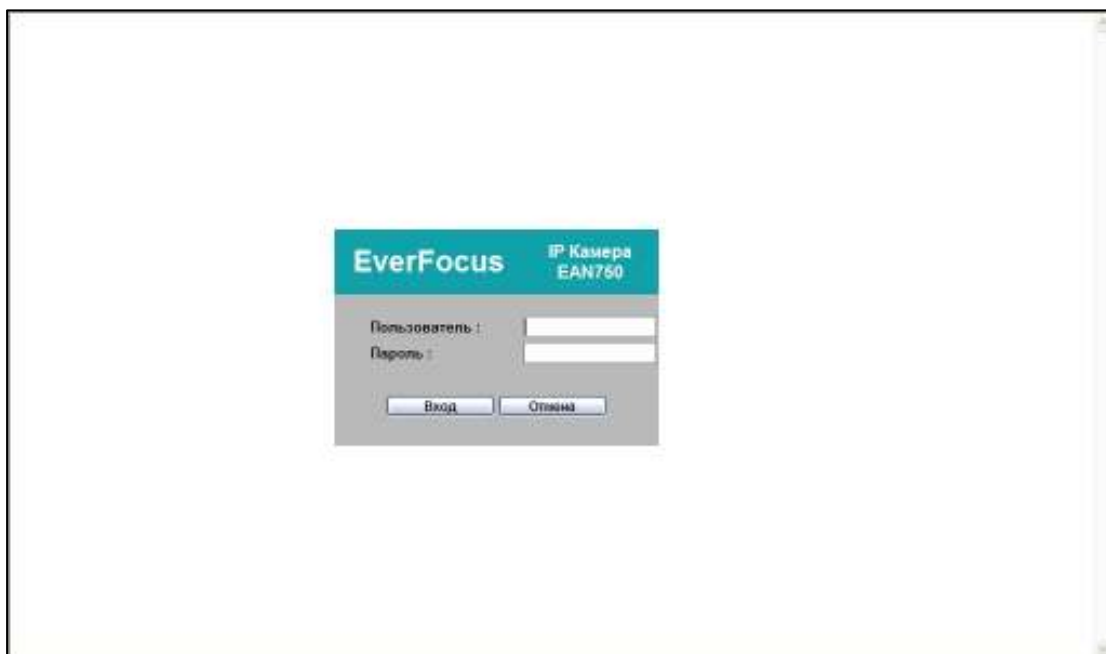 EverFocus
IP Камера
EAN750
Пользователь :
Пароль :
Вход Отмена